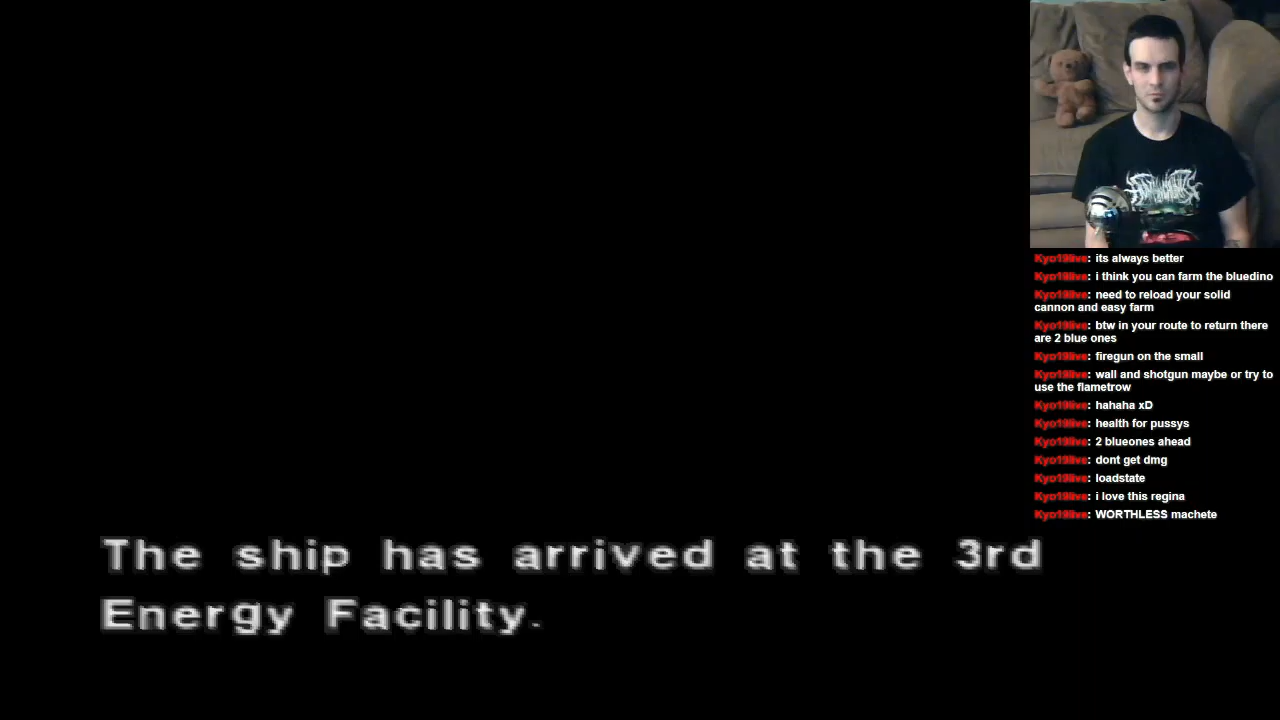 its always better
i think you can farm the bluedino
need to reload your solid
cannon and easy farm
btw in your route to return there
are 2 blue ones
firegun on the small
wall and shotgun maybe or try to
use the flametrow
hahaha xD
health for pussys
2 blueones ahead
dont get dmg
loadstate
i love this regina
WORTHLESS machete
The ship has arrived at the 3rd
Energy Facility.